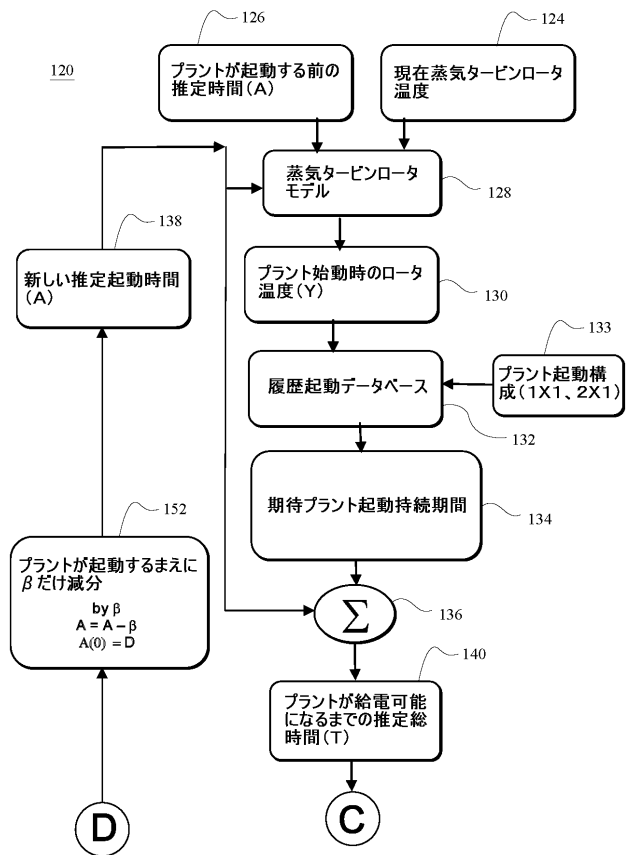 126
124
120
プラントが起動する前の
推定時間(A)
現在蒸気タービンロータ
温度
蒸気タービンロータ
モデル
128
138
新しい推定起動時間
(A)
プラント始動時のロータ
温度(Y)
130
133
プラント起動構
成(1X1、2X1)
履歴起動データベース
132
期待プラント起動持続期間
134
152
プラントが起動するまえに
βだけ減分
by β
A = A − β
A(0) = D
Σ
136
140
プラントが給電可能
になるまでの推定総
時間(T)
D
C